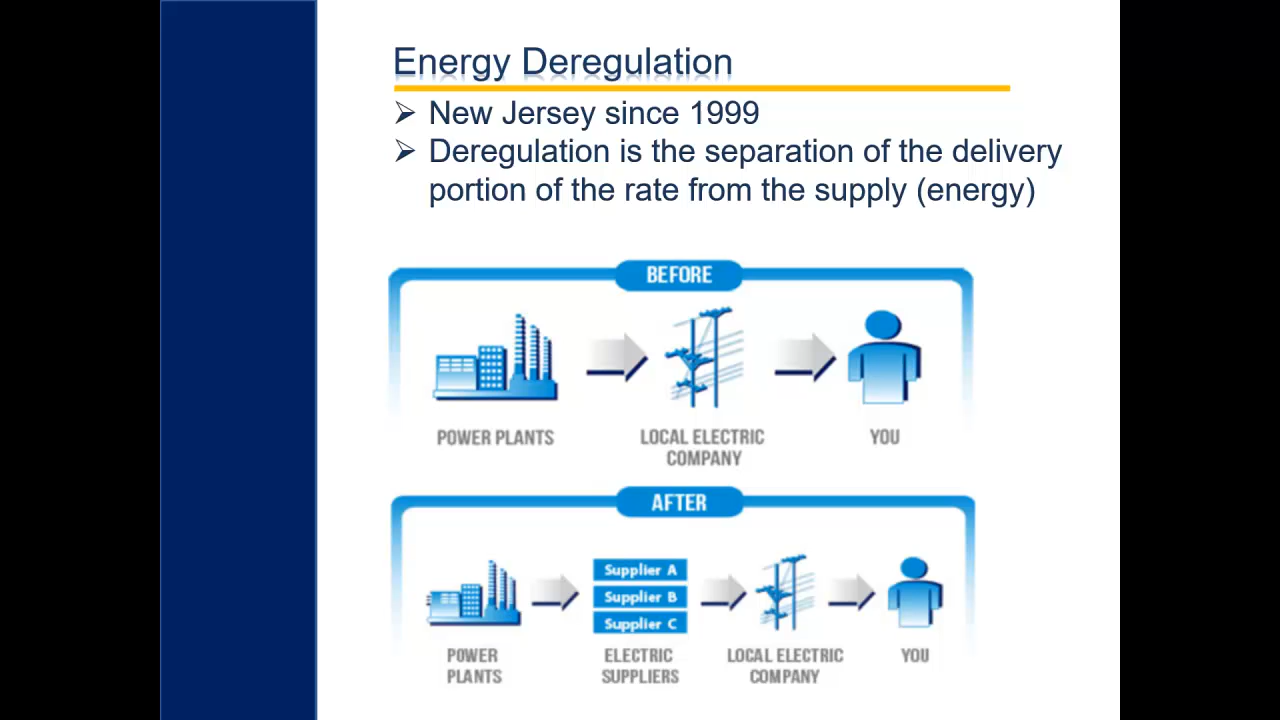 Energy Deregulation
➢ New Jersey since 1999
➢ Deregulation is the separation of the delivery
portion of the rate from the supply (energy)
BEFORE
POWER PLANTS
LOCAL ELECTRIC
COMPANY
YOU
AFTER
Supplier A
Supplier B
Supplier C
POWER
PLANTS
ELECTRIC
SUPPLIERS
LOCAL ELECTRIC
COMPANY
YOU